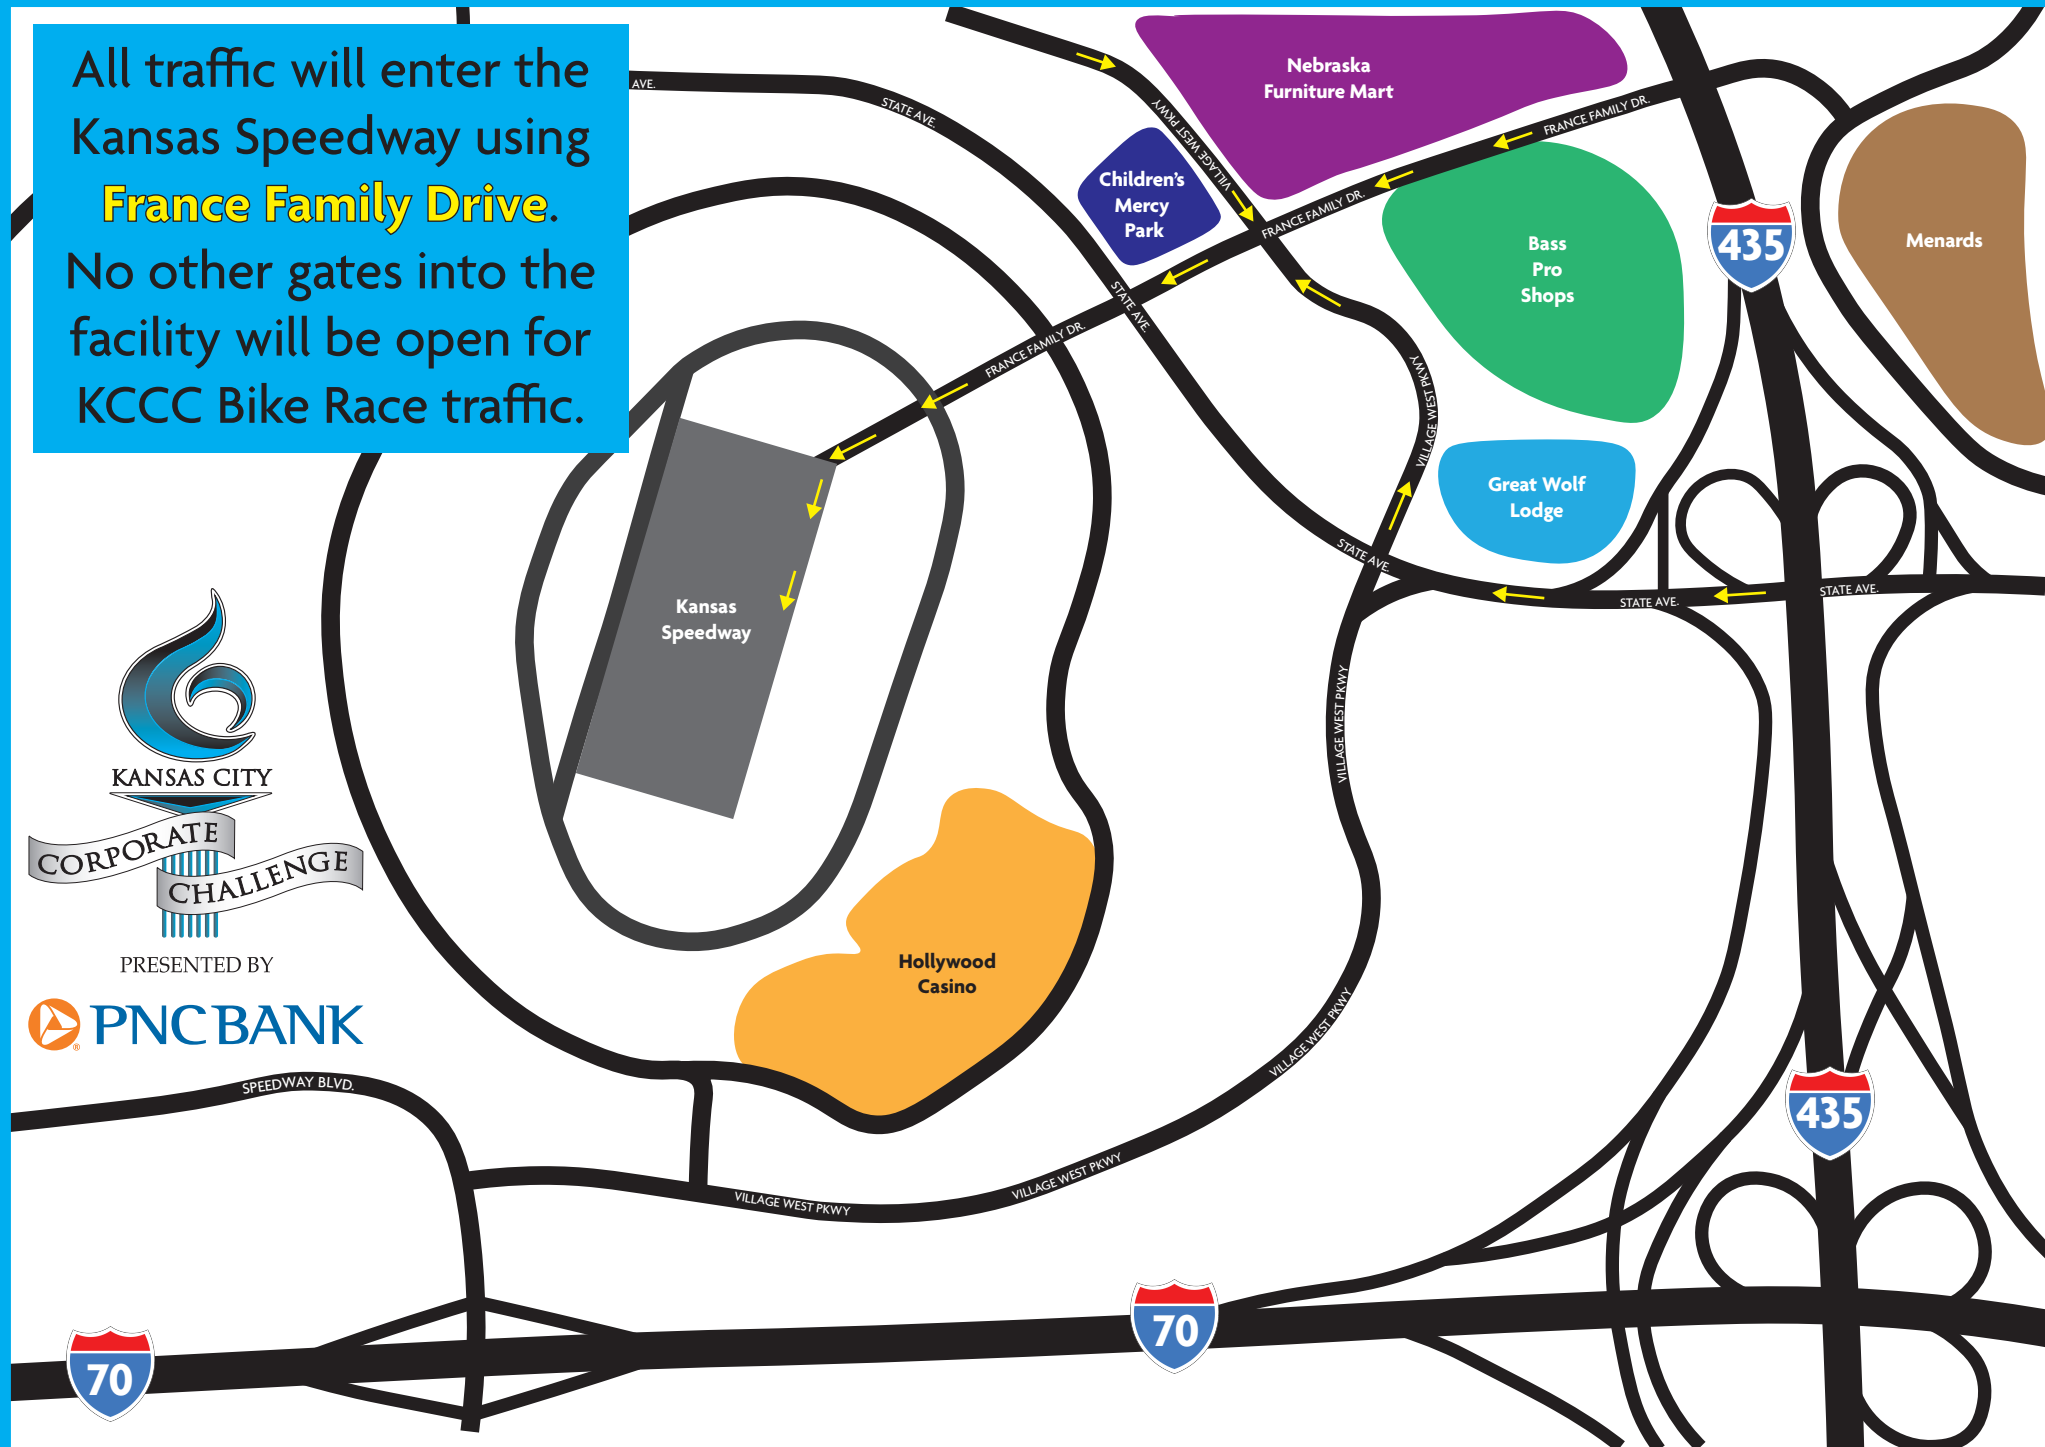 All traffic will enter the
Kansas Speedway using
France Family Drive.
No other gates into the
facility will be open for
KCCC Bike Race traffic.
AVE.
STATE AVE.
VILLAGE WEST PKWY
Nebraska
Furniture Mart
FRANCE FAMILY DR.
Children's
Mercy
Park
FRANCE FAMILY DR.
Bass
Pro
Shops
435
Menards
STATE AVE.
FRANCE FAMILY DR.
VILLAGE WEST PKWY
Great Wolf
Lodge
STATE AVE.
STATE AVE.
STATE AVE.
Kansas
Speedway
VILLAGE WEST PKWY
KANSAS CITY
CORPORATE
CHALLENGE
PRESENTED BY
PNC BANK
®
Hollywood
Casino
VILLAGE WEST PKWY
SPEEDWAY BLVD.
435
VILLAGE WEST PKWY
VILLAGE WEST PKWY
70
70